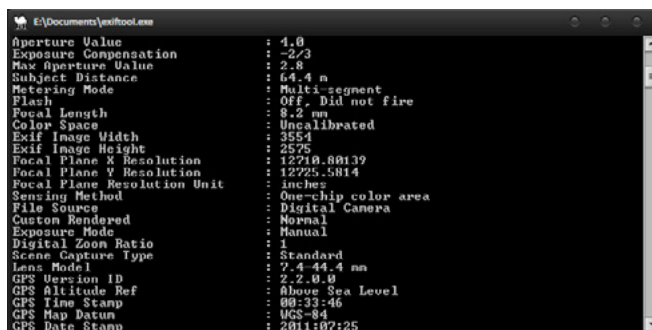 E:\Documents\exiftool.exe
Aperture Value : 4.0
Exposure Compensation : -2/3
Max Aperture Value : 2.8
Subject Distance : 64.4 m
Metering Mode : Multi-segment
Flash : Off, Did not fire
Focal Length : 8.2 mm
Color Space : Uncalibrated
Exif Image Width : 3554
Exif Image Height : 2575
Focal Plane X Resolution : 12710.80139
Focal Plane Y Resolution : 12725.5814
Focal Plane Resolution Unit : inches
Sensing Method : One-chip color area
File Source : Digital Camera
Custom Rendered : Normal
Exposure Mode : Manual
Digital Zoom Ratio : 1
Scene Capture Type : Standard
Lens Model : 7.4-44.4 mm
GPS Version ID : 2.2.0.0
GPS Altitude Ref : Above Sea Level
GPS Time Stamp : 00:33:46
GPS Map Datum : WGS-84
GPS Date Stamp : 2011:07:25